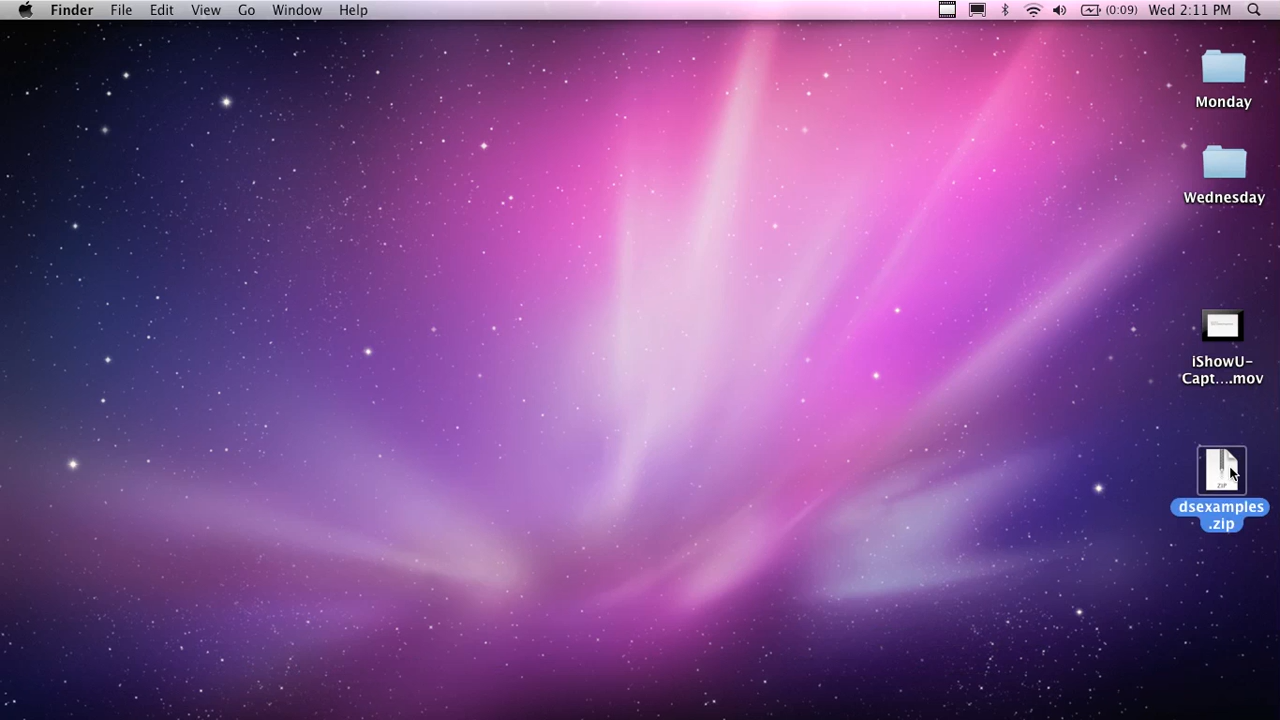 Finder File Edit View Go Window Help (0:09) Wed 2:11 PM
Monday
Wednesday
iShowU-
Capt....mov
ZIP
dsexamples
.zip